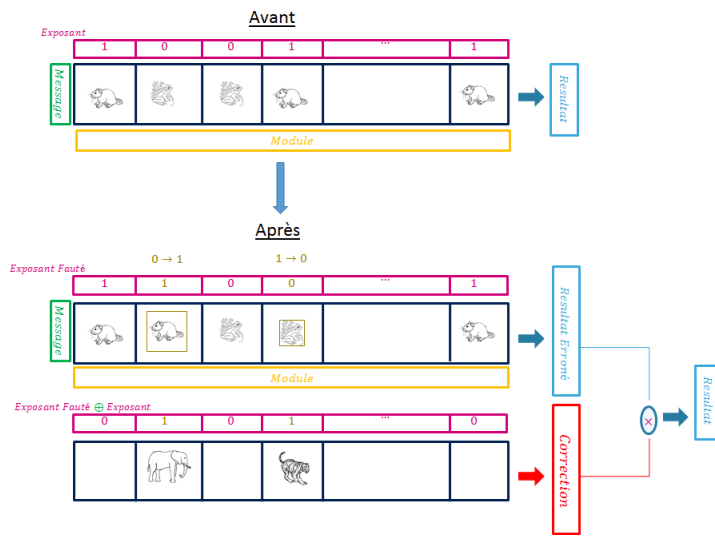 Avant
Exposant
1 0 0 1 ... 1
Message
Resultat
Module
Après
0 → 1 1 → 0
Exposant Fauté
1 1 0 0 ... 1
Message
Resultat Erroné
Module
Resultat
×
Exposant Fauté ⊕ Exposant
0 1 0 1 ... 0
Correction